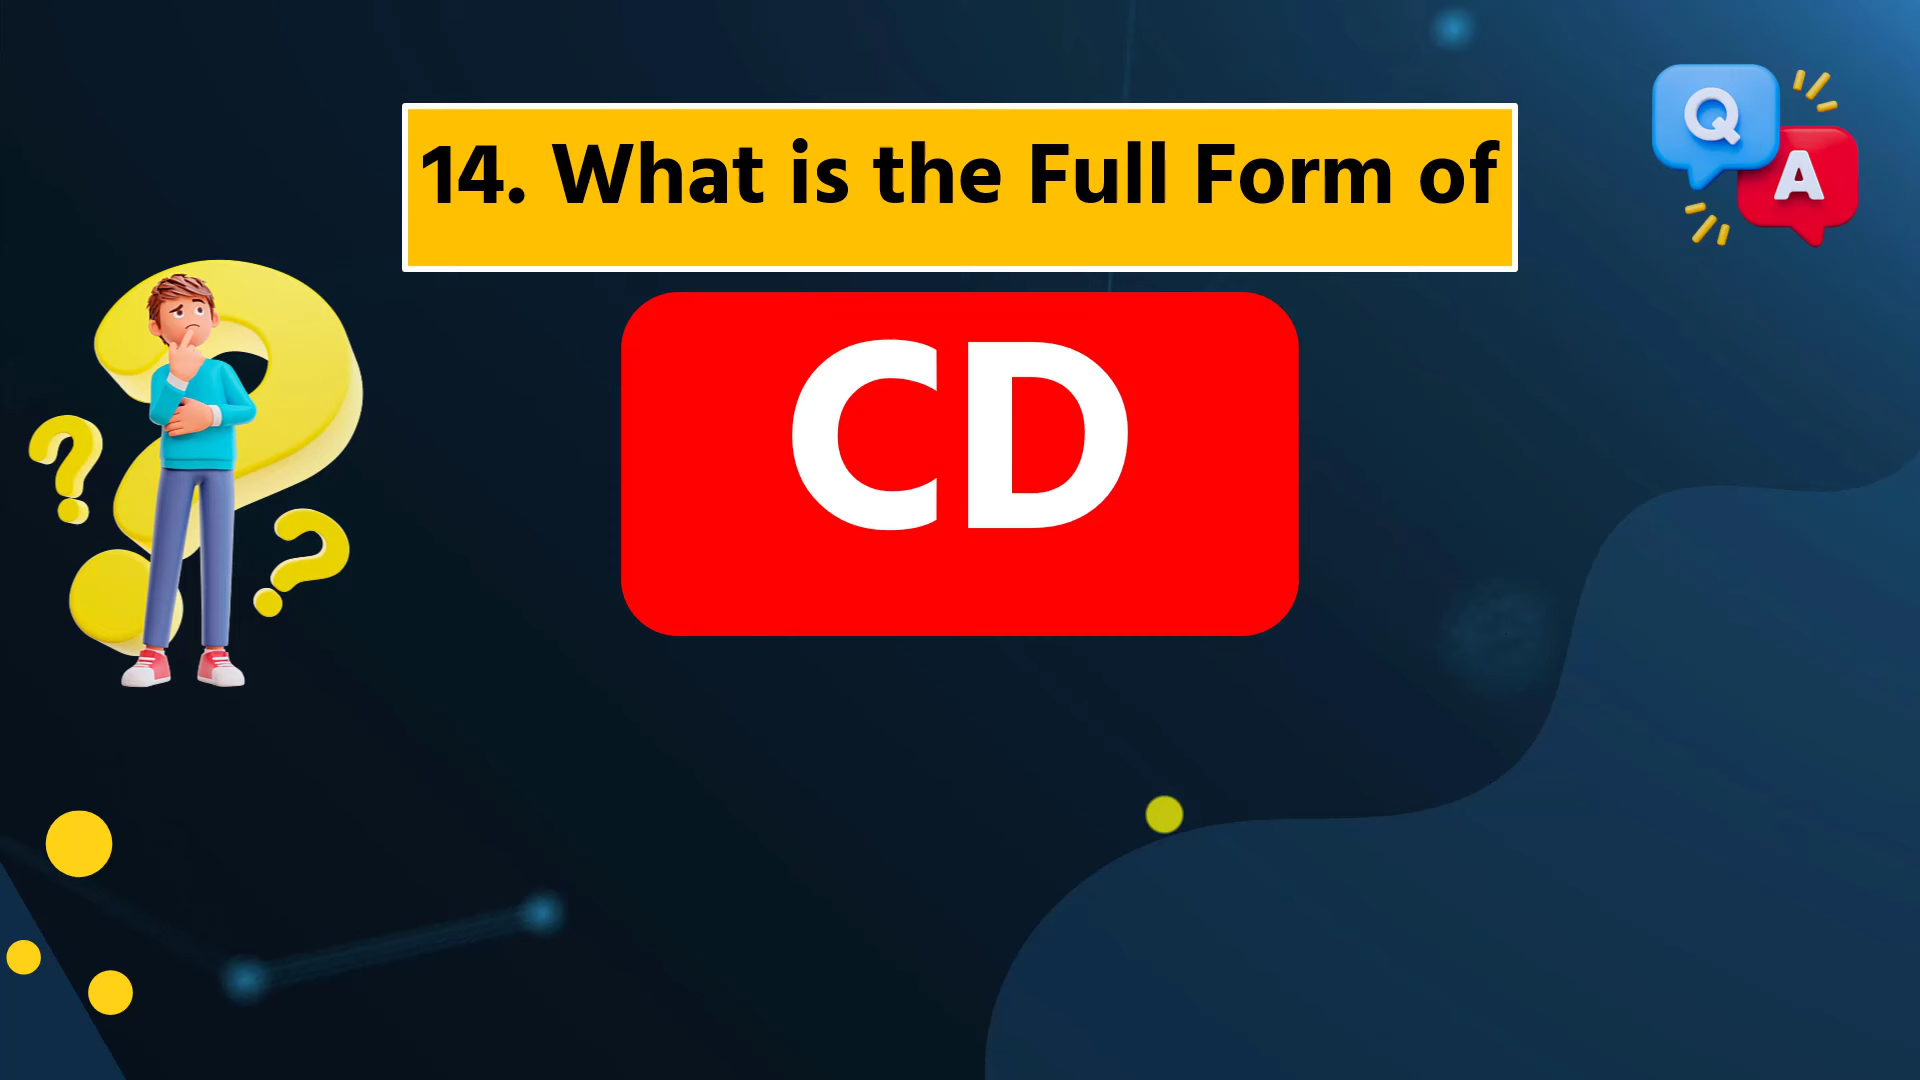 14. What is the Full Form of
CD
Q
A